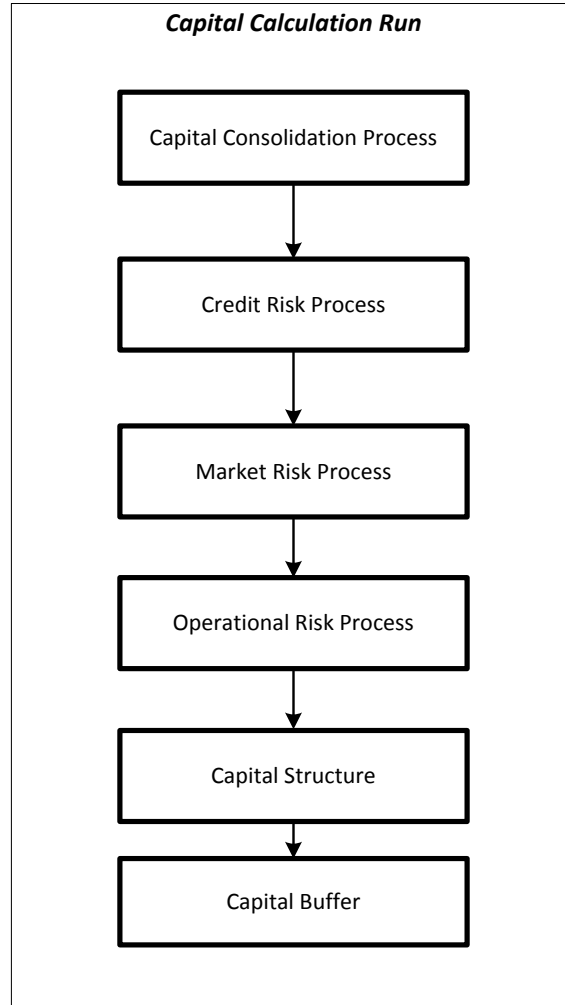 Capital Calculation Run
Capital Consolidation Process
Credit Risk Process
Market Risk Process
Operational Risk Process
Capital Structure
Capital Buffer